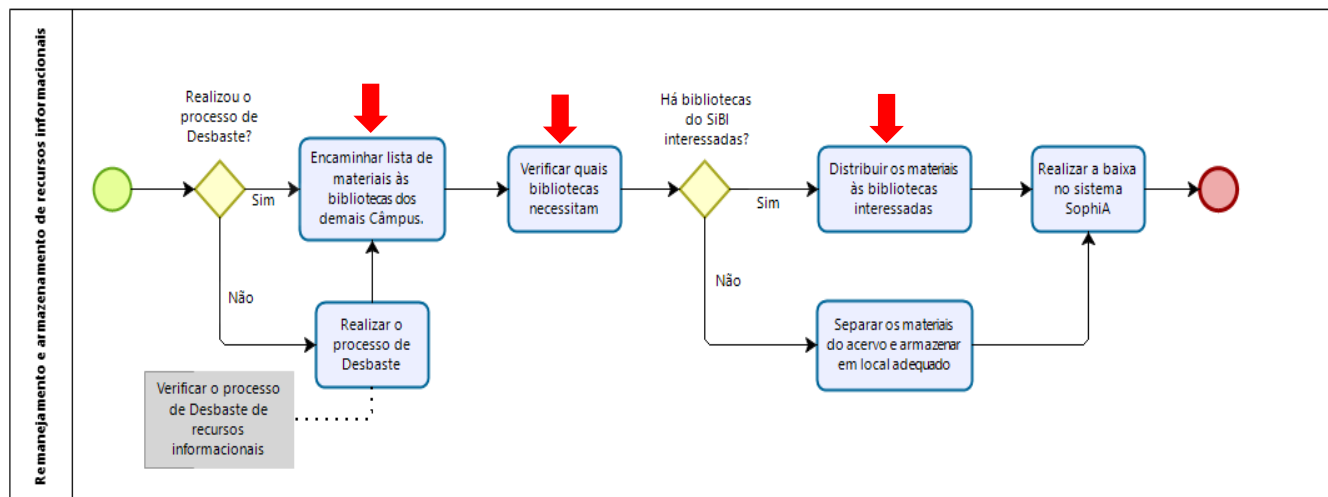 Remanejamento e armazenamento de recursos informacionais
Realizou o
processo de
Desbaste?
Sim
Não
Encaminhar lista de
materiais às
bibliotecas dos
demais Câmpus.
Realizar o
processo de
Desbaste
Verificar o processo
de Desbaste de
recursos
informacionais
Verificar quais
bibliotecas
necessitam
Há bibliotecas
do SiBI
interessadas?
Sim
Não
Distribuir os materiais
às bibliotecas
interessadas
Separar os materiais
do acervo e armazenar
em local adequado
Realizar a baixa
no sistema
SophiA